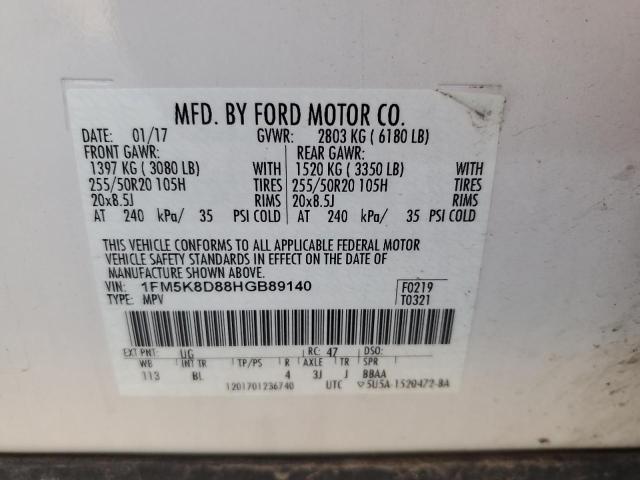 MFD. BY FORD MOTOR CO.
DATE: 01/17 GVWR: 2803 KG ( 6180 LB)
FRONT GAWR: REAR GAWR:
1397 KG ( 3080 LB) WITH 1520 KG ( 3350 LB) WITH
255/50R20 105H TIRES 255/50R20 105H TIRES
20x8.5J RIMS 20x8.5J RIMS
AT 240 kPa/ 35 PSI COLD AT 240 kPa/ 35 PSI COLD
THIS VEHICLE CONFORMS TO ALL APPLICABLE FEDERAL MOTOR
VEHICLE SAFETY STANDARDS IN EFFECT ON THE DATE OF
MANUFACTURE SHOWN ABOVE.
VIN: 1FM5K8D88HGB89140 F0219
TYPE: MPV T0321
EXT PNT: UG RC: 47 DSO:
WB INT TR TP/PS R AXLE TR SPR
113 BL 4 3J J BBAA
1201701236740 UTC 5U5A-1520472-BA